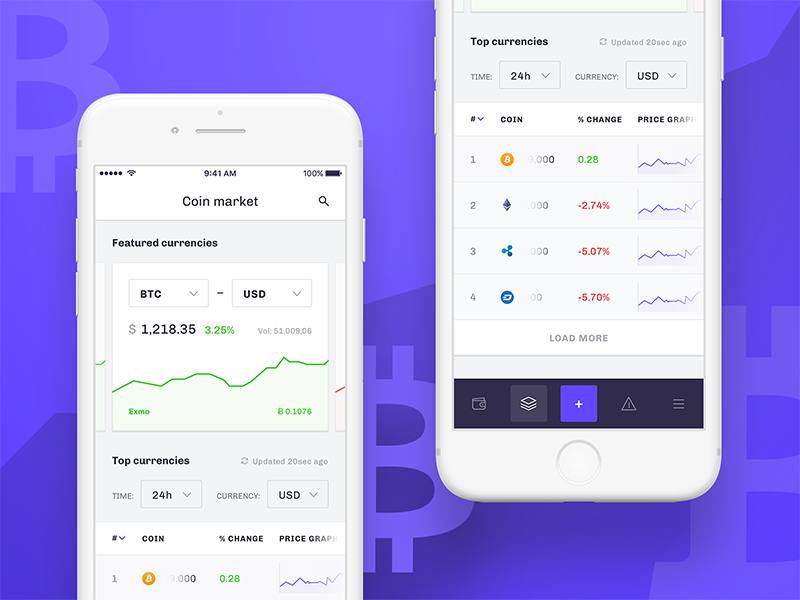 9:41 AM 100%
Coin market
Featured currencies
BTC – USD
$ 1,218.35 3.25% Vol: 51.009,06
Exmo Ƀ 0.1076
Top currencies Updated 20sec ago
TIME: 24h CURRENCY: USD
# COIN % CHANGE PRICE GRAPH
1 .000 0.28
Top currencies Updated 20sec ago
TIME: 24h CURRENCY: USD
# COIN % CHANGE PRICE GRAPH
1 .000 0.28
2 .000 -2.74%
3 .000 -5.07%
4 00 -5.70%
LOAD MORE
+